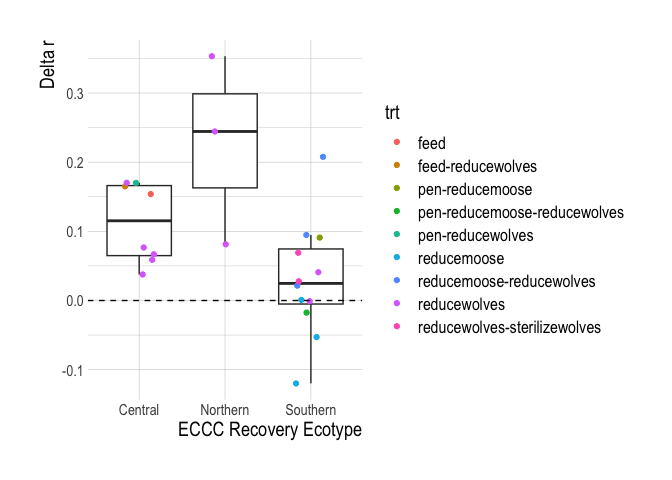 Delta r
0.3
0.2
0.1
0.0
-0.1
Central Northern Southern
ECCC Recovery Ecotype
trt
feed
feed-reducewolves
pen-reducemoose
pen-reducemoose-reducewolves
pen-reducewolves
reducemoose
reducemoose-reducewolves
reducewolves
reducewolves-sterilizewolves